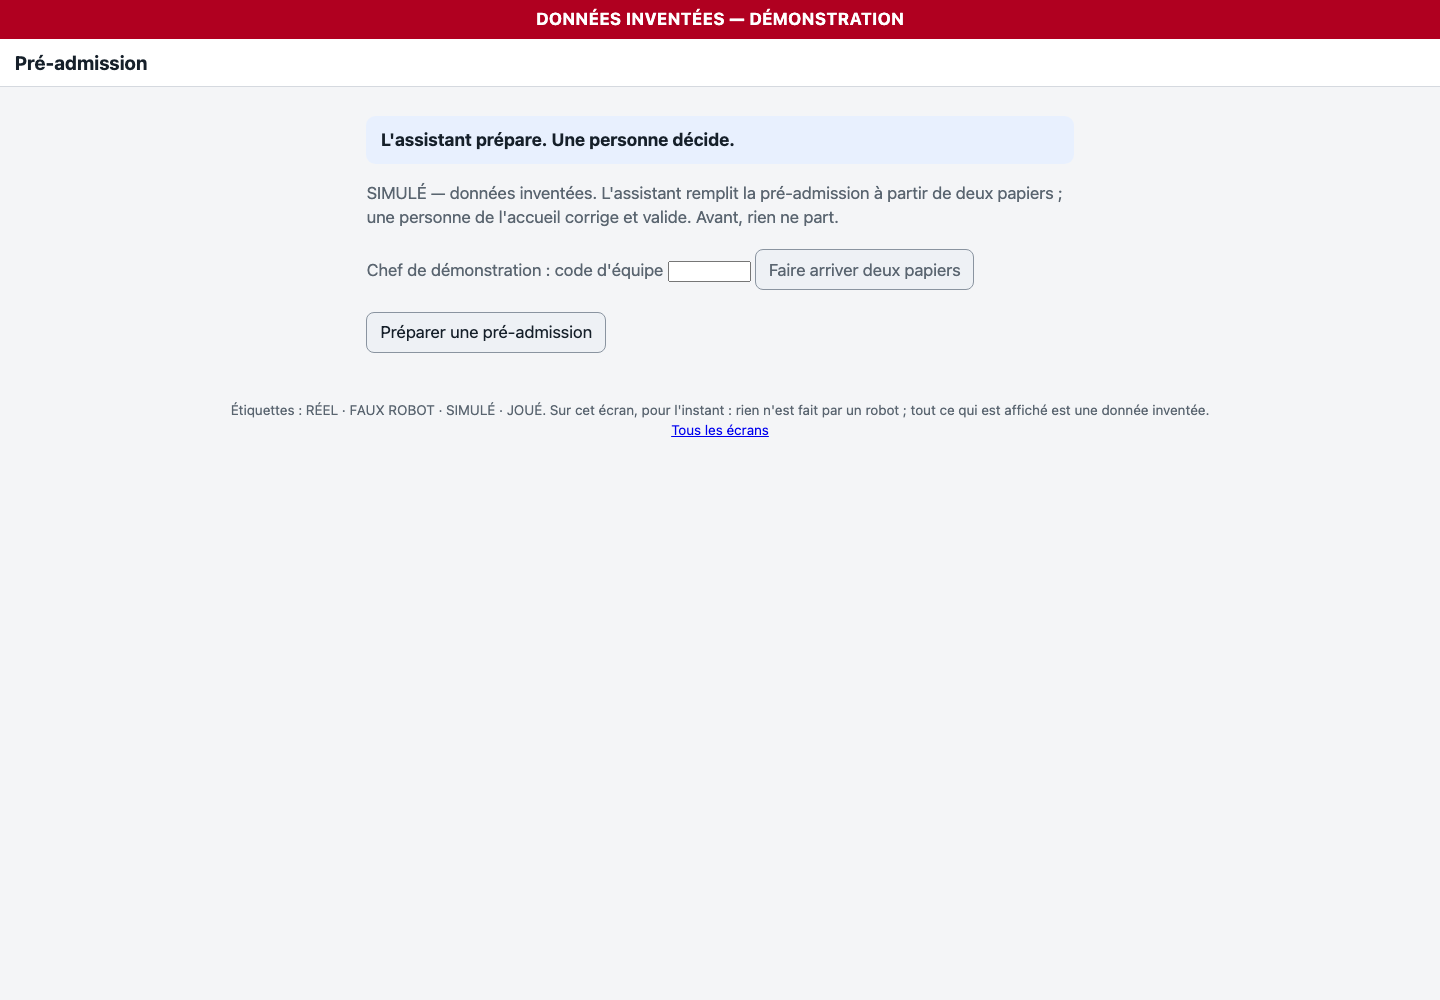 DONNÉES INVENTÉES — DÉMONSTRATION
Pré-admission
L'assistant prépare. Une personne décide.
SIMULÉ — données inventées. L'assistant remplit la pré-admission à partir de deux papiers ;
une personne de l'accueil corrige et valide. Avant, rien ne part.
Chef de démonstration : code d'équipe Faire arriver deux papiers
Préparer une pré-admission
Étiquettes : RÉEL · FAUX ROBOT · SIMULÉ · JOUÉ. Sur cet écran, pour l'instant : rien n'est fait par un robot ; tout ce qui est affiché est une donnée inventée.
Tous les écrans